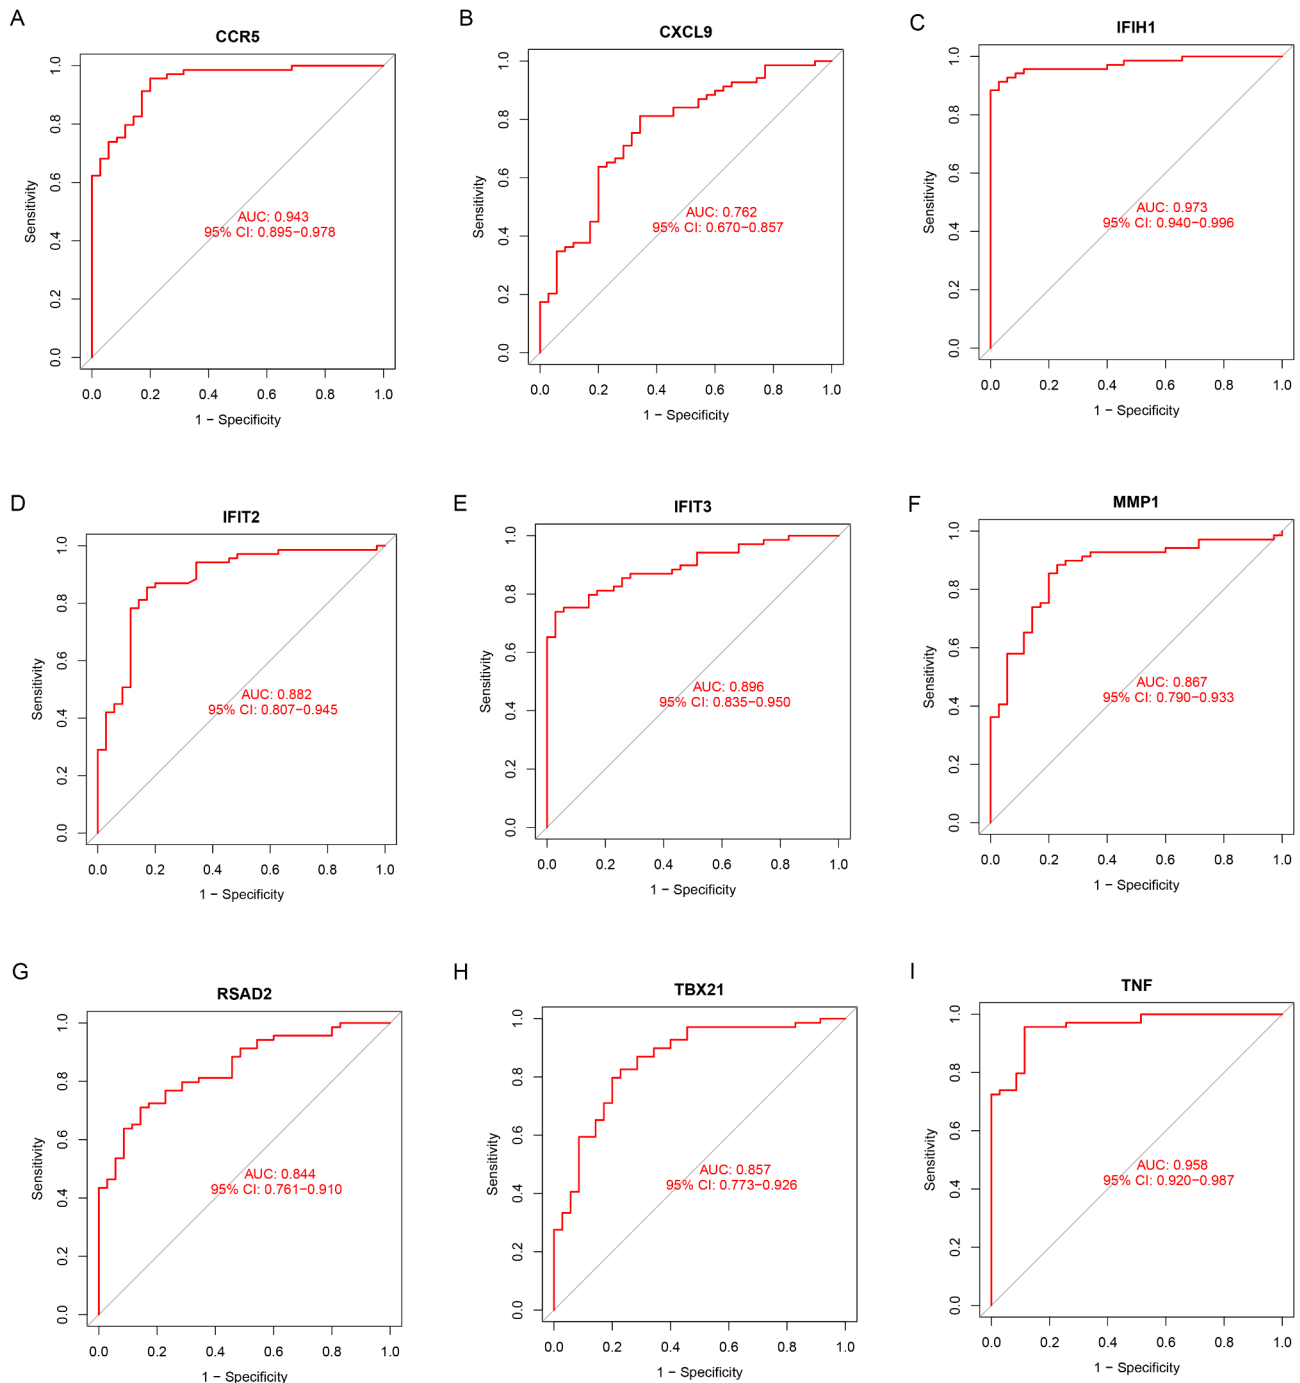 A
CCR5
Sensitivity
0.0 0.2 0.4 0.6 0.8 1.0
AUC: 0.943
95% CI: 0.895−0.978
0.0 0.2 0.4 0.6 0.8 1.0
1 − Specificity
B
CXCL9
Sensitivity
0.0 0.2 0.4 0.6 0.8 1.0
AUC: 0.762
95% CI: 0.670−0.857
0.0 0.2 0.4 0.6 0.8 1.0
1 − Specificity
C
IFIH1
Sensitivity
0.0 0.2 0.4 0.6 0.8 1.0
AUC: 0.973
95% CI: 0.940−0.996
0.0 0.2 0.4 0.6 0.8 1.0
1 − Specificity
D
IFIT2
Sensitivity
0.0 0.2 0.4 0.6 0.8 1.0
AUC: 0.882
95% CI: 0.807−0.945
0.0 0.2 0.4 0.6 0.8 1.0
1 − Specificity
E
IFIT3
Sensitivity
0.0 0.2 0.4 0.6 0.8 1.0
AUC: 0.896
95% CI: 0.835−0.950
0.0 0.2 0.4 0.6 0.8 1.0
1 − Specificity
F
MMP1
Sensitivity
0.0 0.2 0.4 0.6 0.8 1.0
AUC: 0.867
95% CI: 0.790−0.933
0.0 0.2 0.4 0.6 0.8 1.0
1 − Specificity
G
RSAD2
Sensitivity
0.0 0.2 0.4 0.6 0.8 1.0
AUC: 0.844
95% CI: 0.761−0.910
0.0 0.2 0.4 0.6 0.8 1.0
1 − Specificity
H
TBX21
Sensitivity
0.0 0.2 0.4 0.6 0.8 1.0
AUC: 0.857
95% CI: 0.773−0.926
0.0 0.2 0.4 0.6 0.8 1.0
1 − Specificity
I
TNF
Sensitivity
0.0 0.2 0.4 0.6 0.8 1.0
AUC: 0.958
95% CI: 0.920−0.987
0.0 0.2 0.4 0.6 0.8 1.0
1 − Specificity